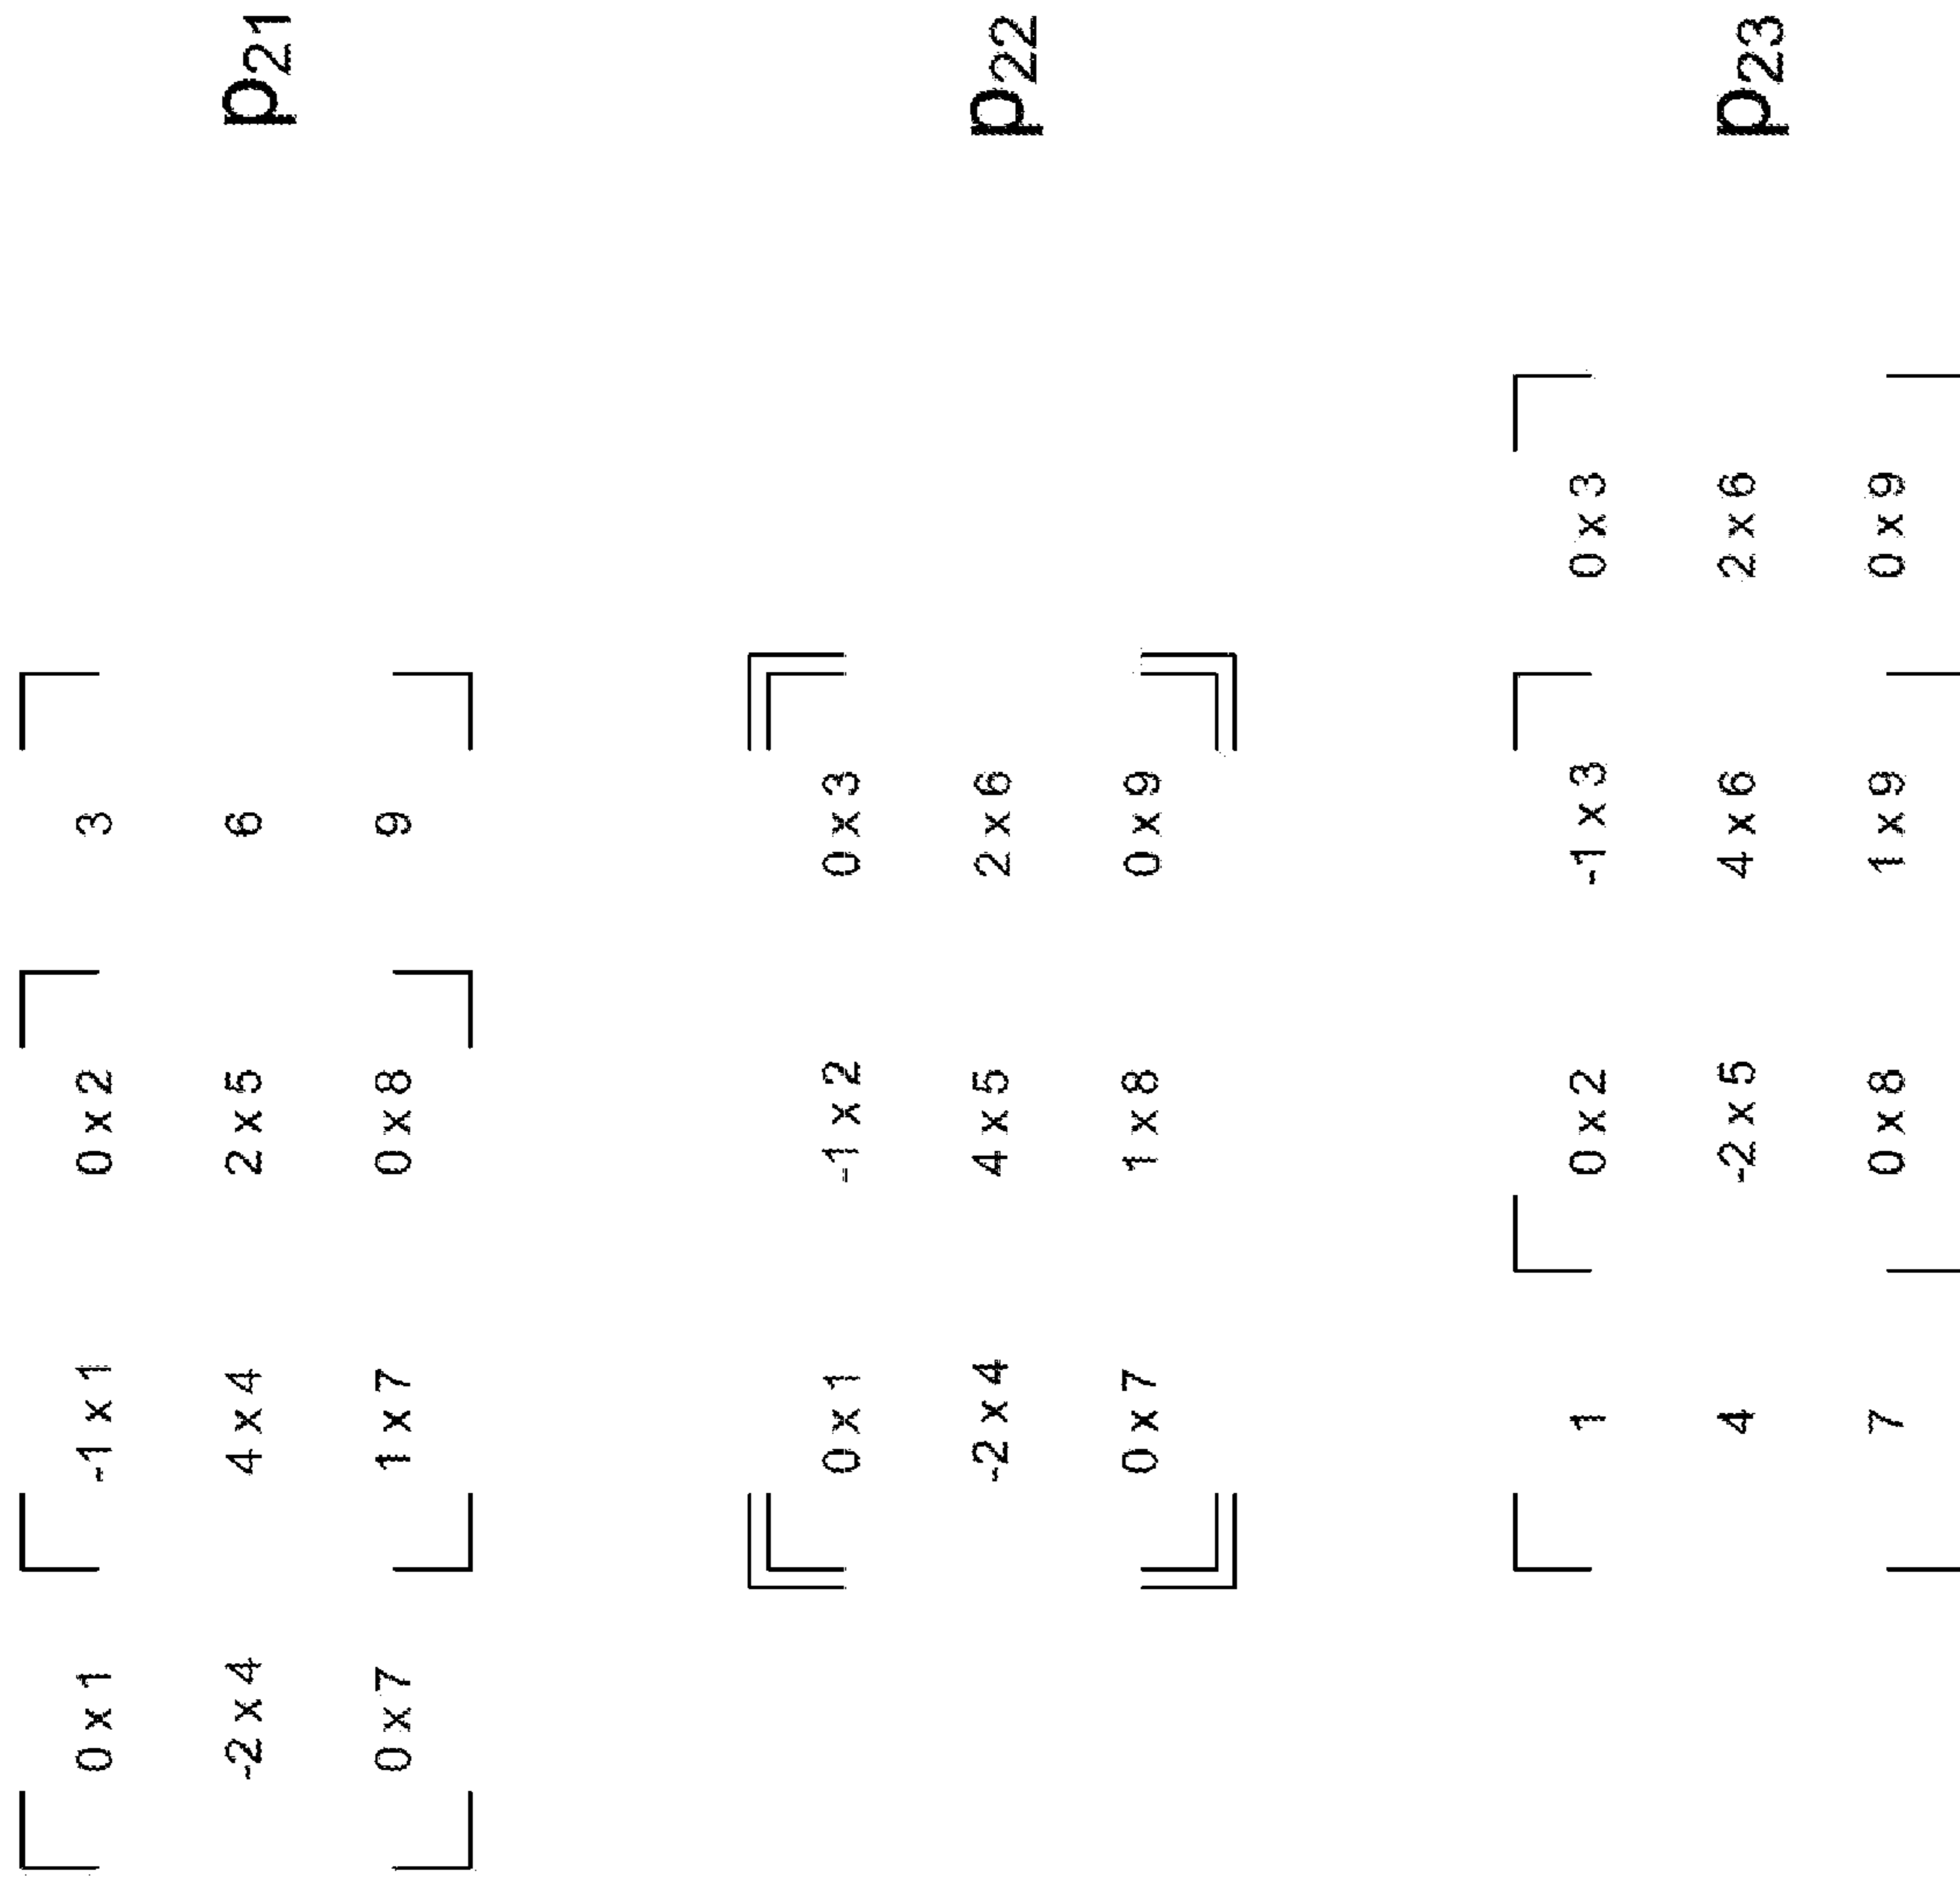 0 x 1 -1 x 1 0 x 2 3
-2 x 4 4 x 4 2 x 5 6 p21
0 x 7 1 x 7 0 x 8 9
0 x 1 -1 x 2 0 x 3
-2 x 4 4 x 5 2 x 6 p22
0 x 7 1 x 8 0 x 9
1 0 x 2 -1 x 3 0 x 3
4 -2 x 5 4 x 6 2 x 6 p23
7 0 x 8 1 x 9 0 x 9